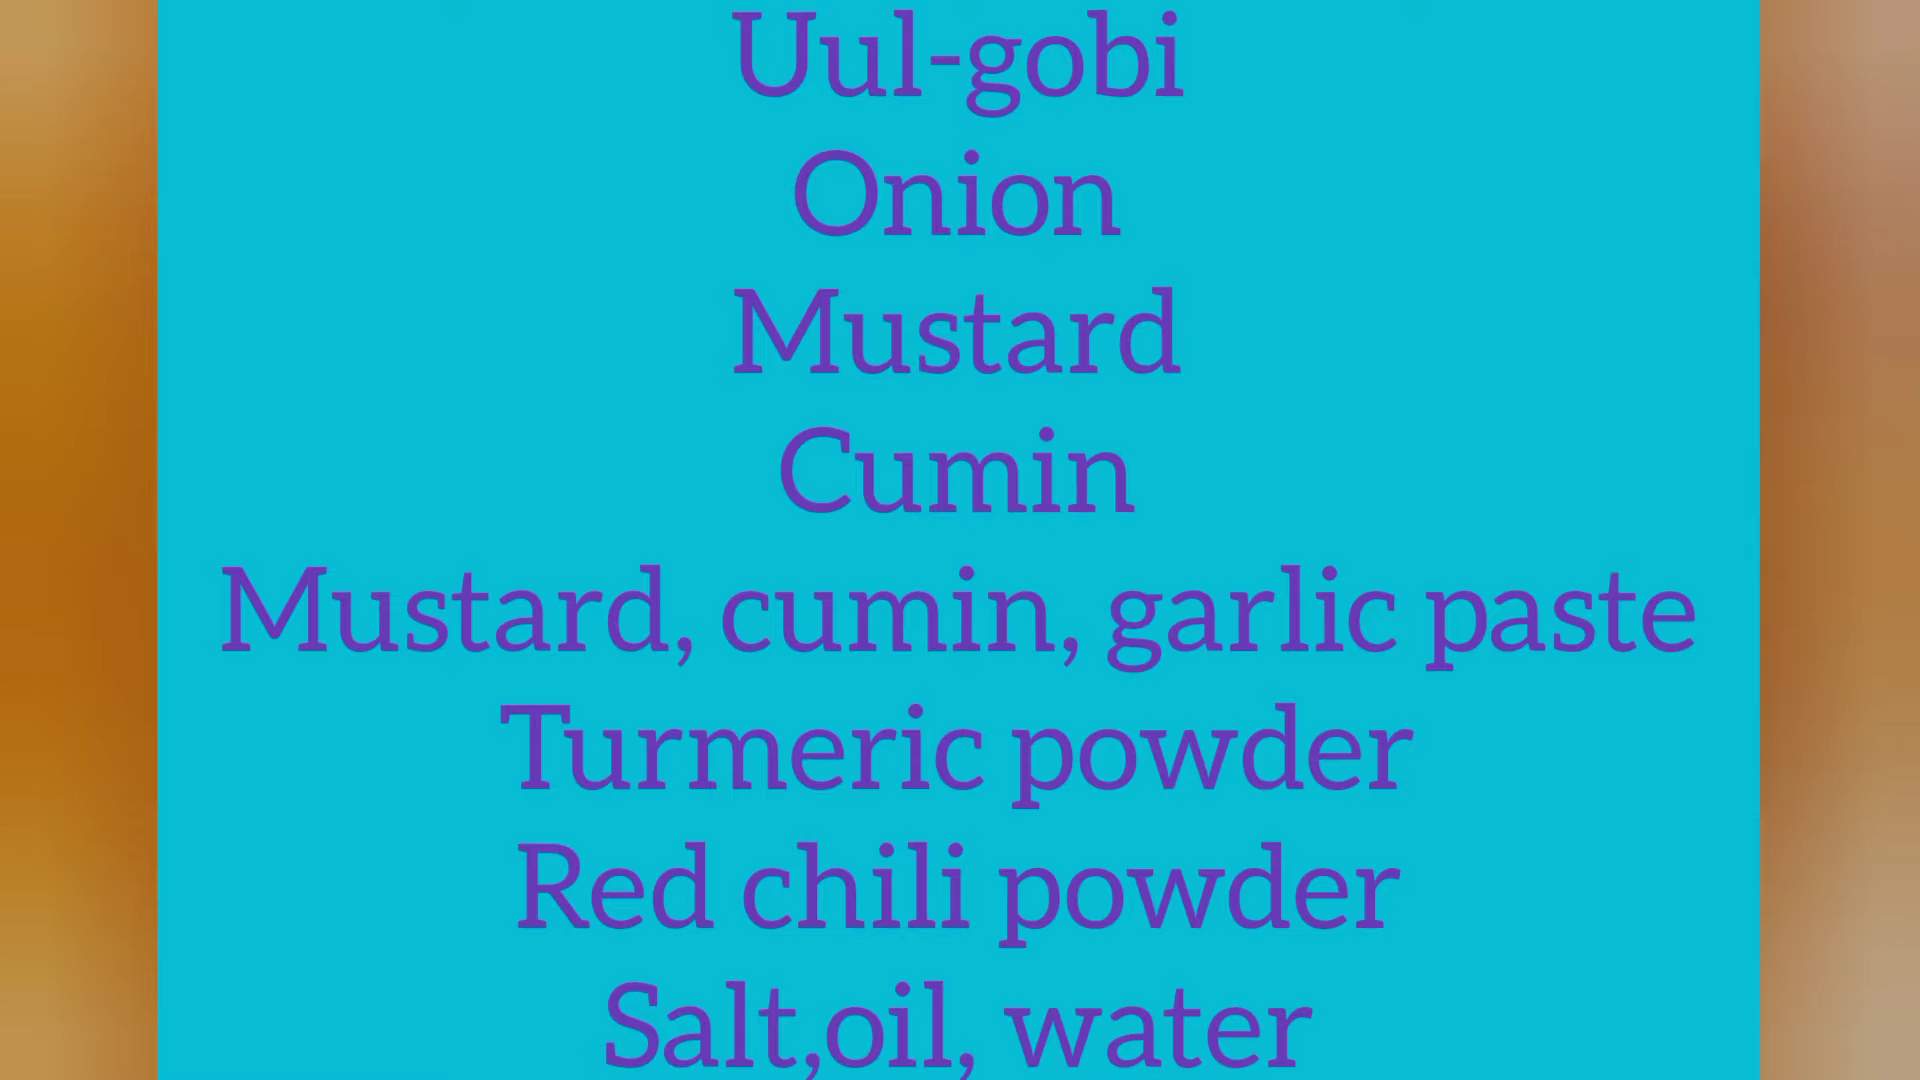 Uul-gobi
Onion
Mustard
Cumin
Mustard, cumin, garlic paste
Turmeric powder
Red chili powder
Salt,oil, water